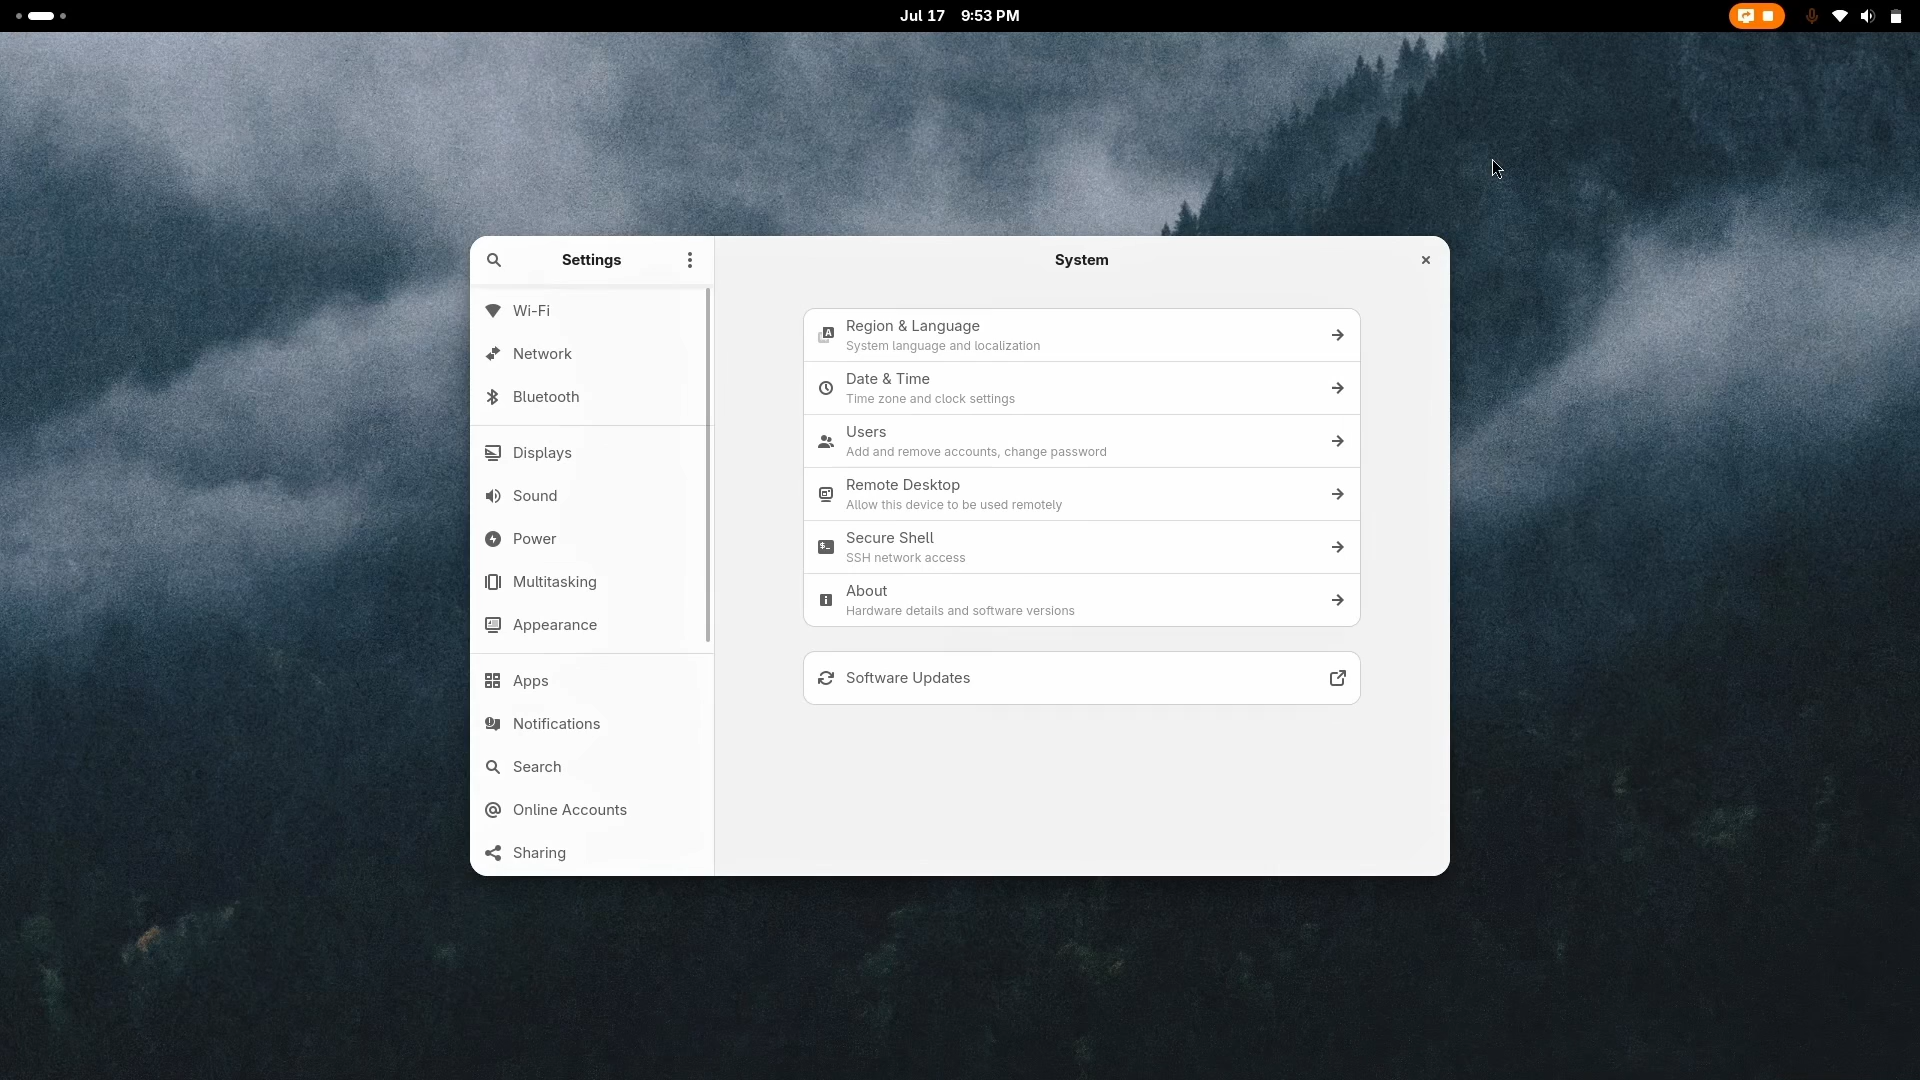 Jul 17 9:53 PM
Settings
System
Wi-Fi
Network
Bluetooth
Displays
Sound
Power
Multitasking
Appearance
Apps
Notifications
Search
Online Accounts
Sharing
Region & Language
System language and localization
Date & Time
Time zone and clock settings
Users
Add and remove accounts, change password
Remote Desktop
Allow this device to be used remotely
Secure Shell
SSH network access
About
Hardware details and software versions
Software Updates